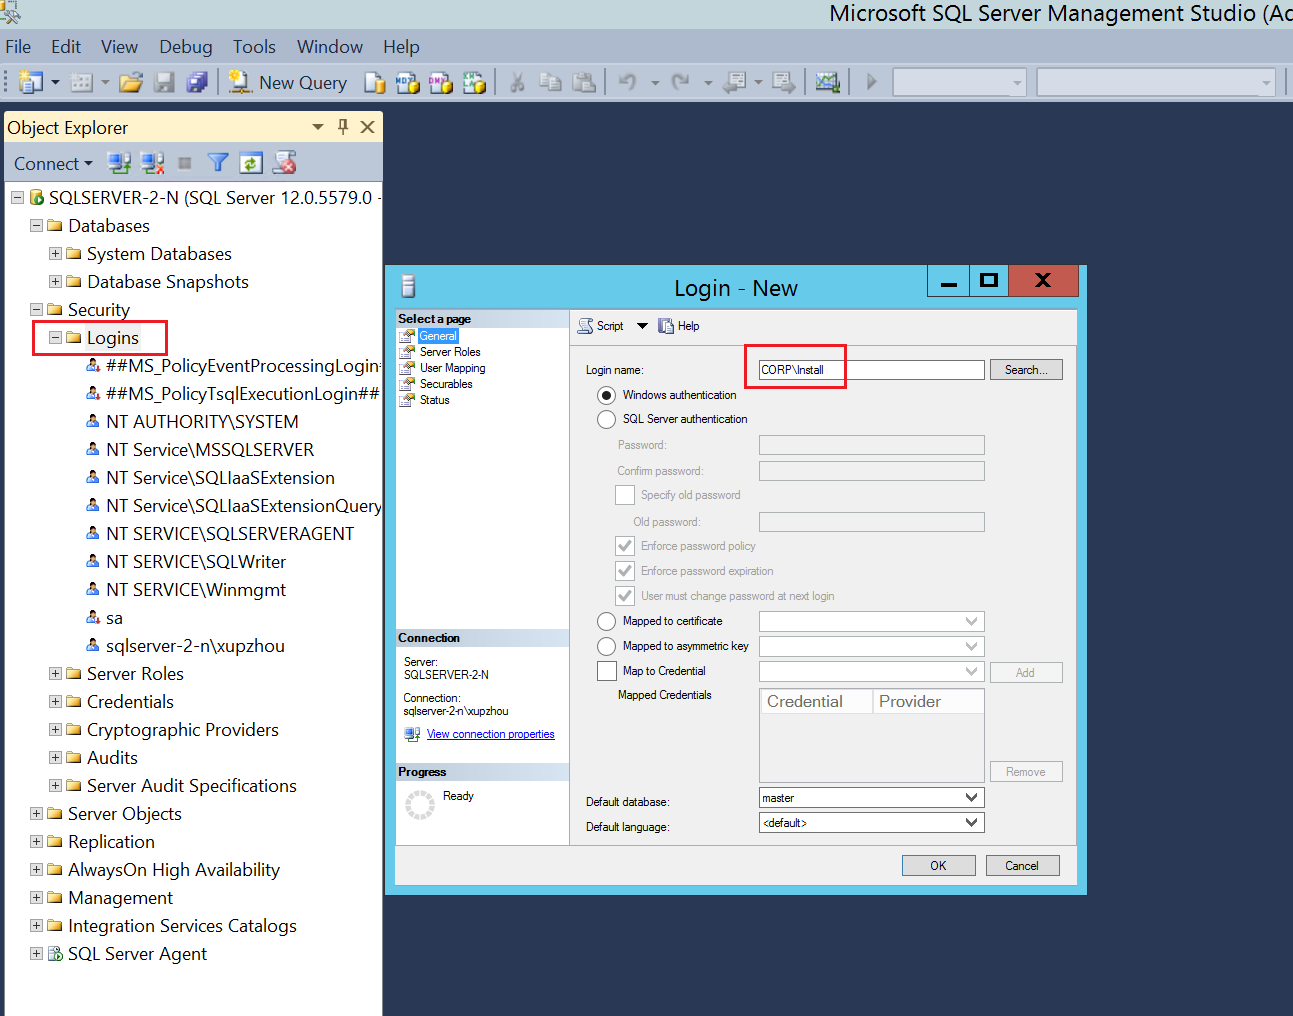 Microsoft SQL Server Management Studio (Ad
File Edit View Debug Tools Window Help
New Query
Object Explorer
Connect
SQLSERVER-2-N (SQL Server 12.0.5579.0 -
Databases
System Databases
Database Snapshots
Security
Logins
##MS_PolicyEventProcessingLogin#
##MS_PolicyTsqlExecutionLogin##
NT AUTHORITY\SYSTEM
NT Service\MSSQLSERVER
NT Service\SQLIaaSExtension
NT Service\SQLIaaSExtensionQuery
NT SERVICE\SQLSERVERAGENT
NT SERVICE\SQLWriter
NT SERVICE\Winmgmt
sa
sqlserver-2-n\xupzhou
Server Roles
Credentials
Cryptographic Providers
Audits
Server Audit Specifications
Server Objects
Replication
AlwaysOn High Availability
Management
Integration Services Catalogs
SQL Server Agent
Login - New
Select a page
General
Server Roles
User Mapping
Securables
Status
Connection
Server:
SQLSERVER-2-N
Connection:
sqlserver-2-n\xupzhou
View connection properties
Progress
Ready
Script Help
Login name: CORP\Install Search...
Windows authentication
SQL Server authentication
Password:
Confirm password:
Specify old password
Old password:
Enforce password policy
Enforce password expiration
User must change password at next login
Mapped to certificate
Mapped to asymmetric key
Map to Credential Add
Mapped Credentials Credential Provider
Remove
Default database: master
Default language: <default>
OK Cancel